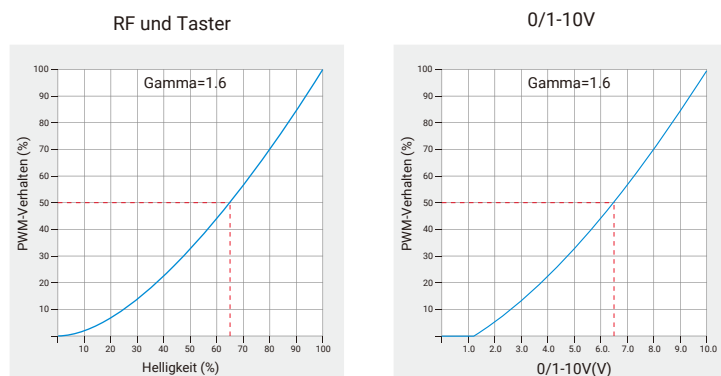 RF und Taster
0/1-10V
Gamma=1.6
PWM-Verhalten (%)
100
90
80
70
60
50
40
30
20
10
10 20 30 40 50 60 70 80 90 100
Helligkeit (%)
Gamma=1.6
PWM-Verhalten (%)
100
90
80
70
60
50
40
30
20
10
1.0 2.0 3.0 4.0 5.0 6.0 7.0 8.0 9.0 10.0
0/1-10V(V)